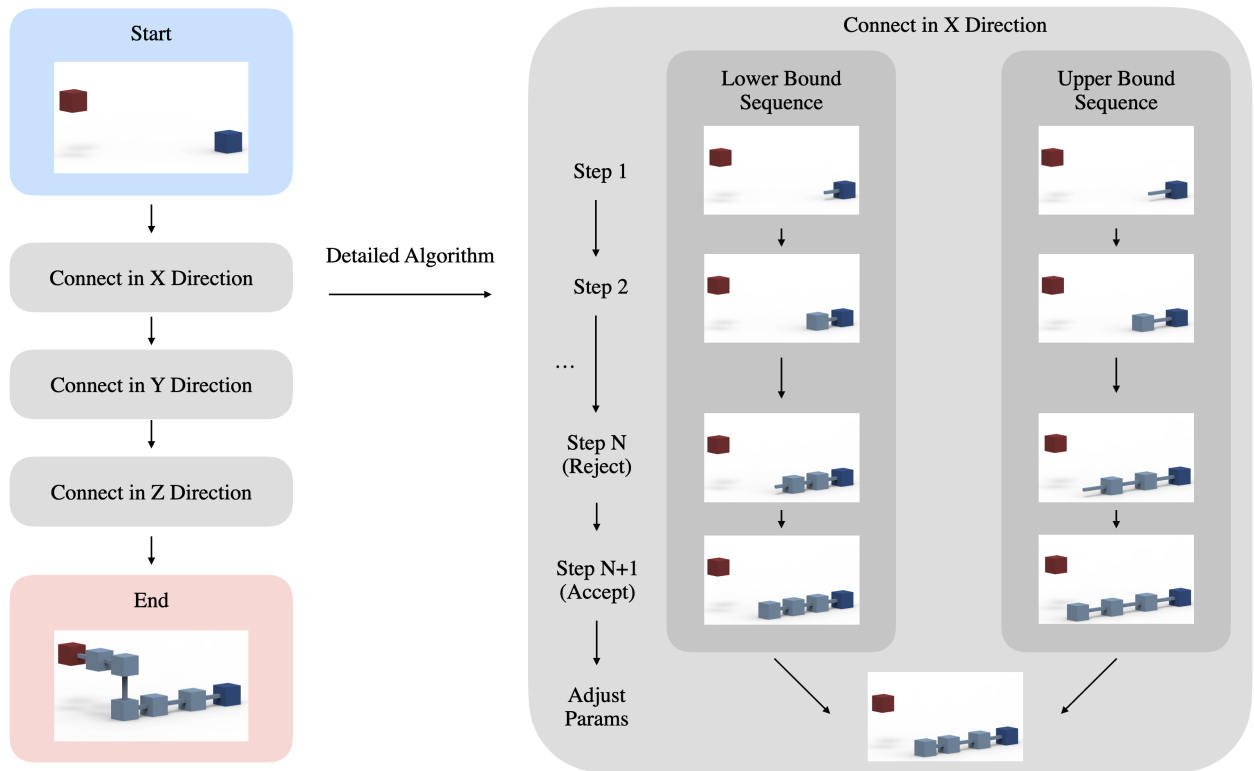 Start
Connect in X Direction
Connect in Y Direction
Connect in Z Direction
End
Detailed Algorithm
Connect in X Direction
Step 1
Step 2
...
Step N
(Reject)
Step N+1
(Accept)
Adjust
Params
Lower Bound
Sequence
Upper Bound
Sequence